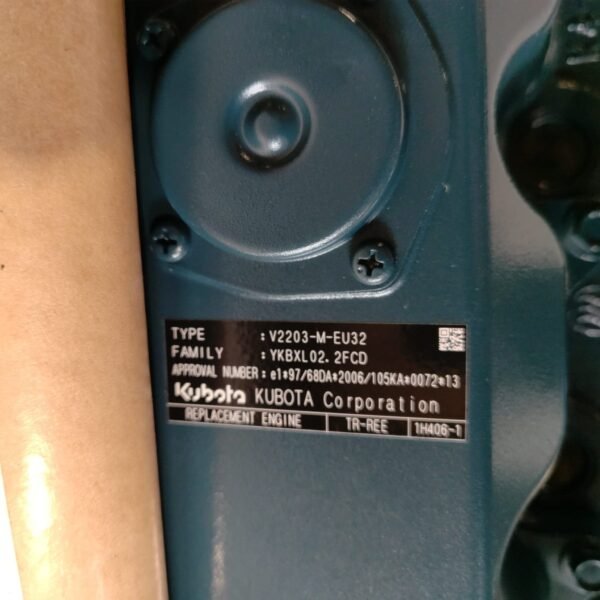 TYPE : V2203-M-EU32
FAMILY : YKBXL02.2FCD
APPROVAL NUMBER : e1*97/68DA*2006/105KA*0072*13
Kubota KUBOTA Corporation
REPLACEMENT ENGINE TR-REE 1H406-1